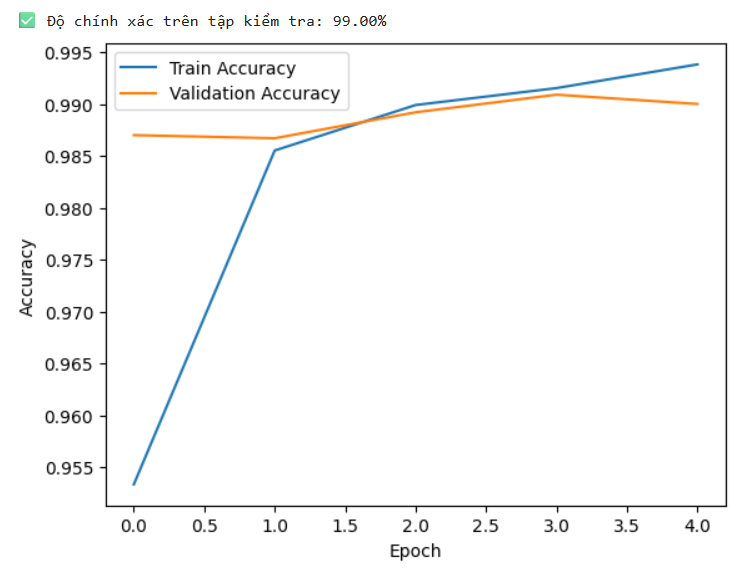 ✅ Độ chính xác trên tập kiểm tra: 99.00%
Train Accuracy
Validation Accuracy
0.995
0.990
0.985
0.980
0.975
0.970
0.965
0.960
0.955
Accuracy
0.0 0.5 1.0 1.5 2.0 2.5 3.0 3.5 4.0
Epoch